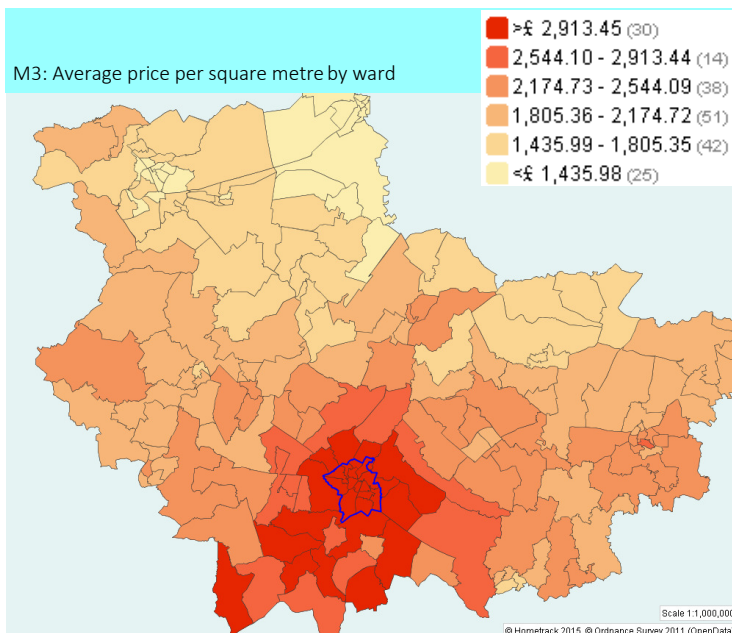 M3: Average price per square metre by ward
>£ 2,913.45 (30)
2,544.10 - 2,913.44 (14)
2,174.73 - 2,544.09 (38)
1,805.36 - 2,174.72 (51)
1,435.99 - 1,805.35 (42)
<£ 1,435.98 (25)
Scale 1:1,000,000
© Hometrack 2015, © Ordnance Survey 2011 (OpenData)